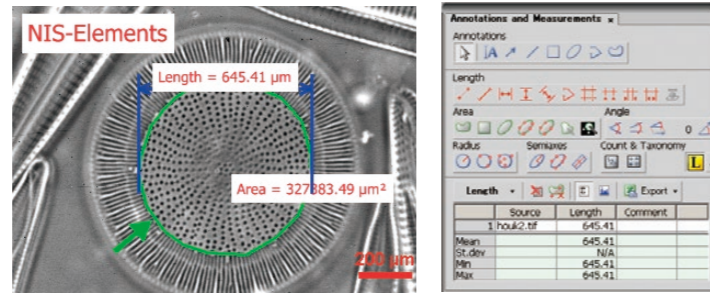 NIS-Elements
Length = 645.41 µm
Area = 327383.49 µm²
200 µm
Annotations and Measurements x
Annotations
A
Length
Area
Angle
0
Radius
Semiaxes
Count & Taxonomy
L
Length
Export
Source Length Comment
1 houk2.tif 645.41
Mean 645.41
St.dev N/A
Min 645.41
Max 645.41